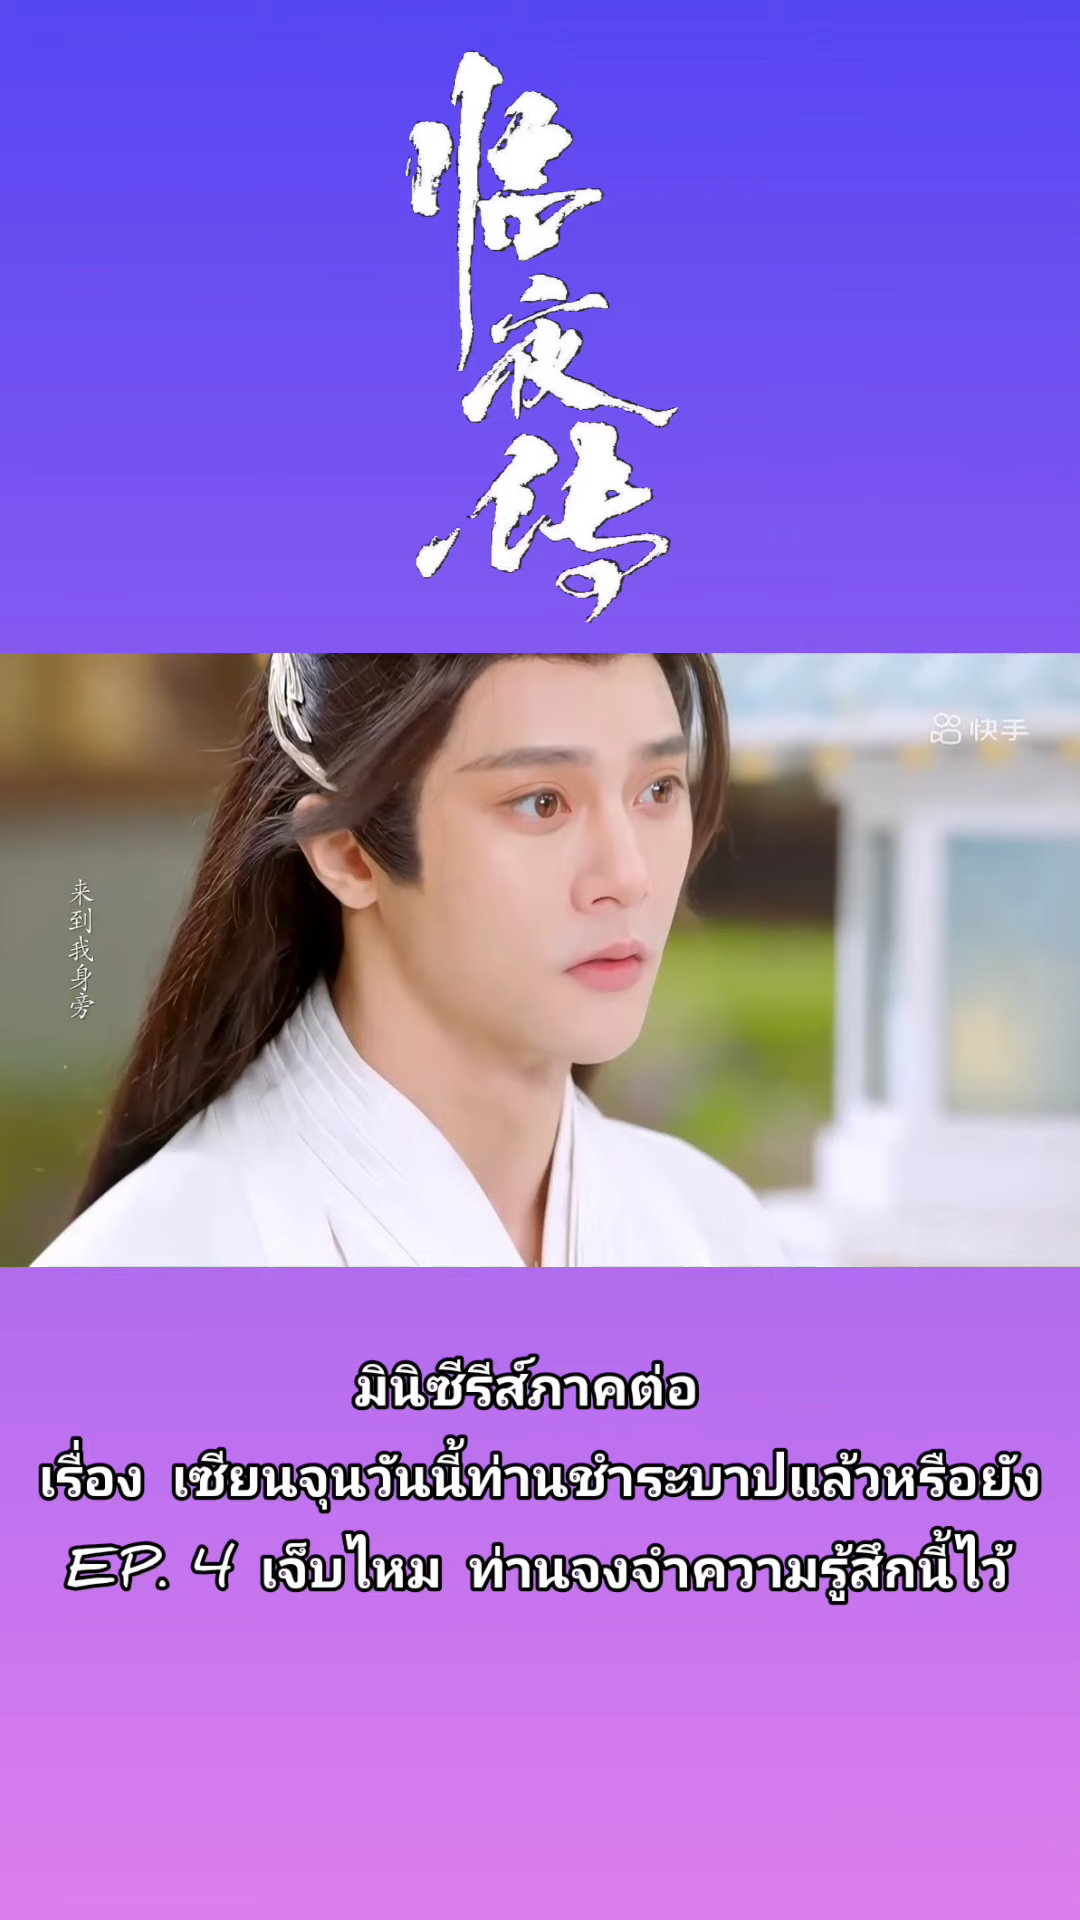 临夜传
快手
来到我身旁
มินิซีรีส์ภาคต่อ
เรื่อง เซียนจุนวันนี้ท่านชำระบาปแล้วหรือยัง
EP. 4 เจ็บไหม ท่านจงจำความรู้สึกนี้ไว้